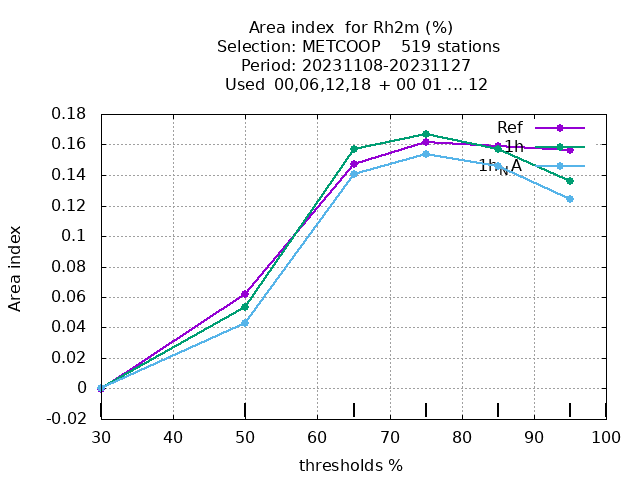 Area index for Rh2m (%)
Selection: METCOOP 519 stations
Period: 20231108-20231127
Used 00,06,12,18 + 00 01 ... 12
0.18
0.16
0.14
0.12
0.1
0.08
0.06
0.04
0.02
0
-0.02
Area index
Ref
1h
1hNA
30 40 50 60 70 80 90 100
thresholds %